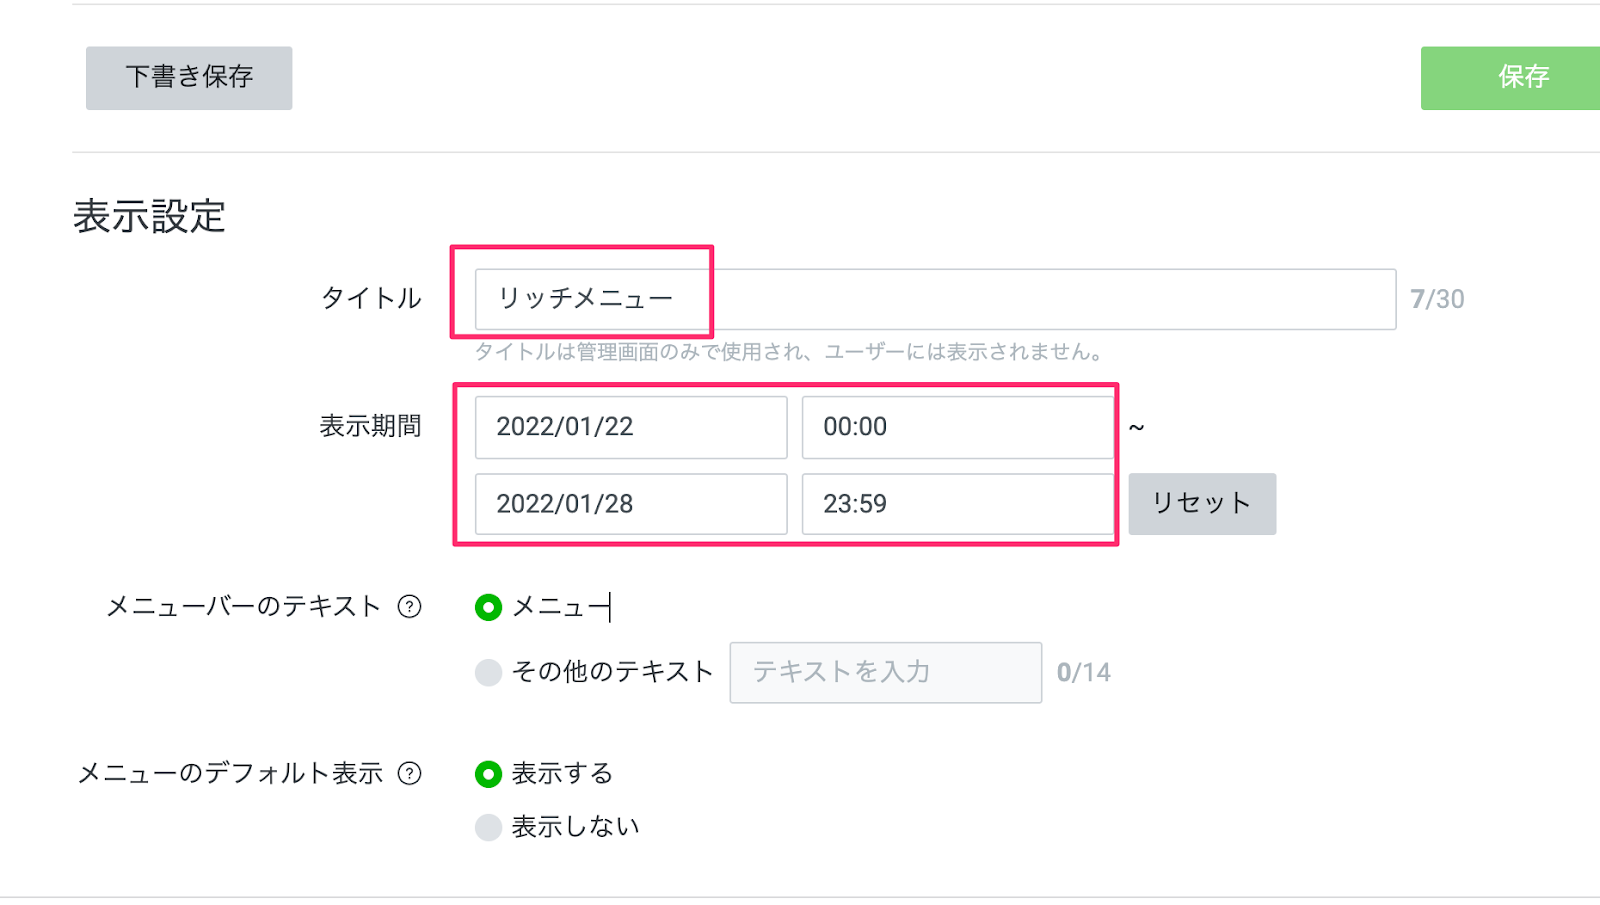 下書き保存
保存
表示設定
タイトル リッチメニュー 7/30
タイトルは管理画面のみで使用され、ユーザーには表示されません。
表示期間 2022/01/22 00:00 ~
2022/01/28 23:59 リセット
メニューバーのテキスト ? メニュー
その他のテキスト テキストを入力 0/14
メニューのデフォルト表示 ? 表示する
表示しない